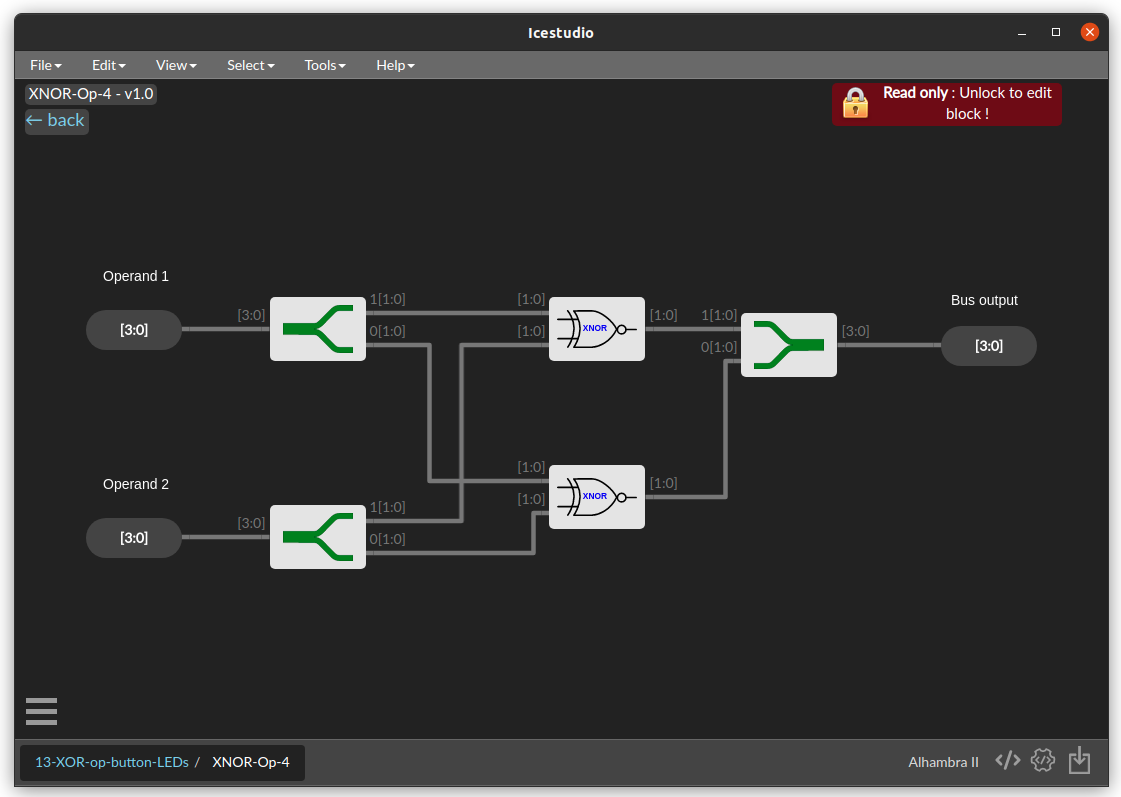 Icestudio
File Edit View Select Tools Help
XNOR-Op-4 - v1.0
← back
Read only : Unlock to edit
block !
Operand 1
[3:0]
[3:0]
1[1:0]
0[1:0]
[1:0]
[1:0]
XNOR
[1:0]
1[1:0]
0[1:0]
[3:0]
Bus output
[3:0]
Operand 2
[3:0]
[3:0]
1[1:0]
0[1:0]
[1:0]
[1:0]
XNOR
[1:0]
13-XOR-op-button-LEDs / XNOR-Op-4
Alhambra II